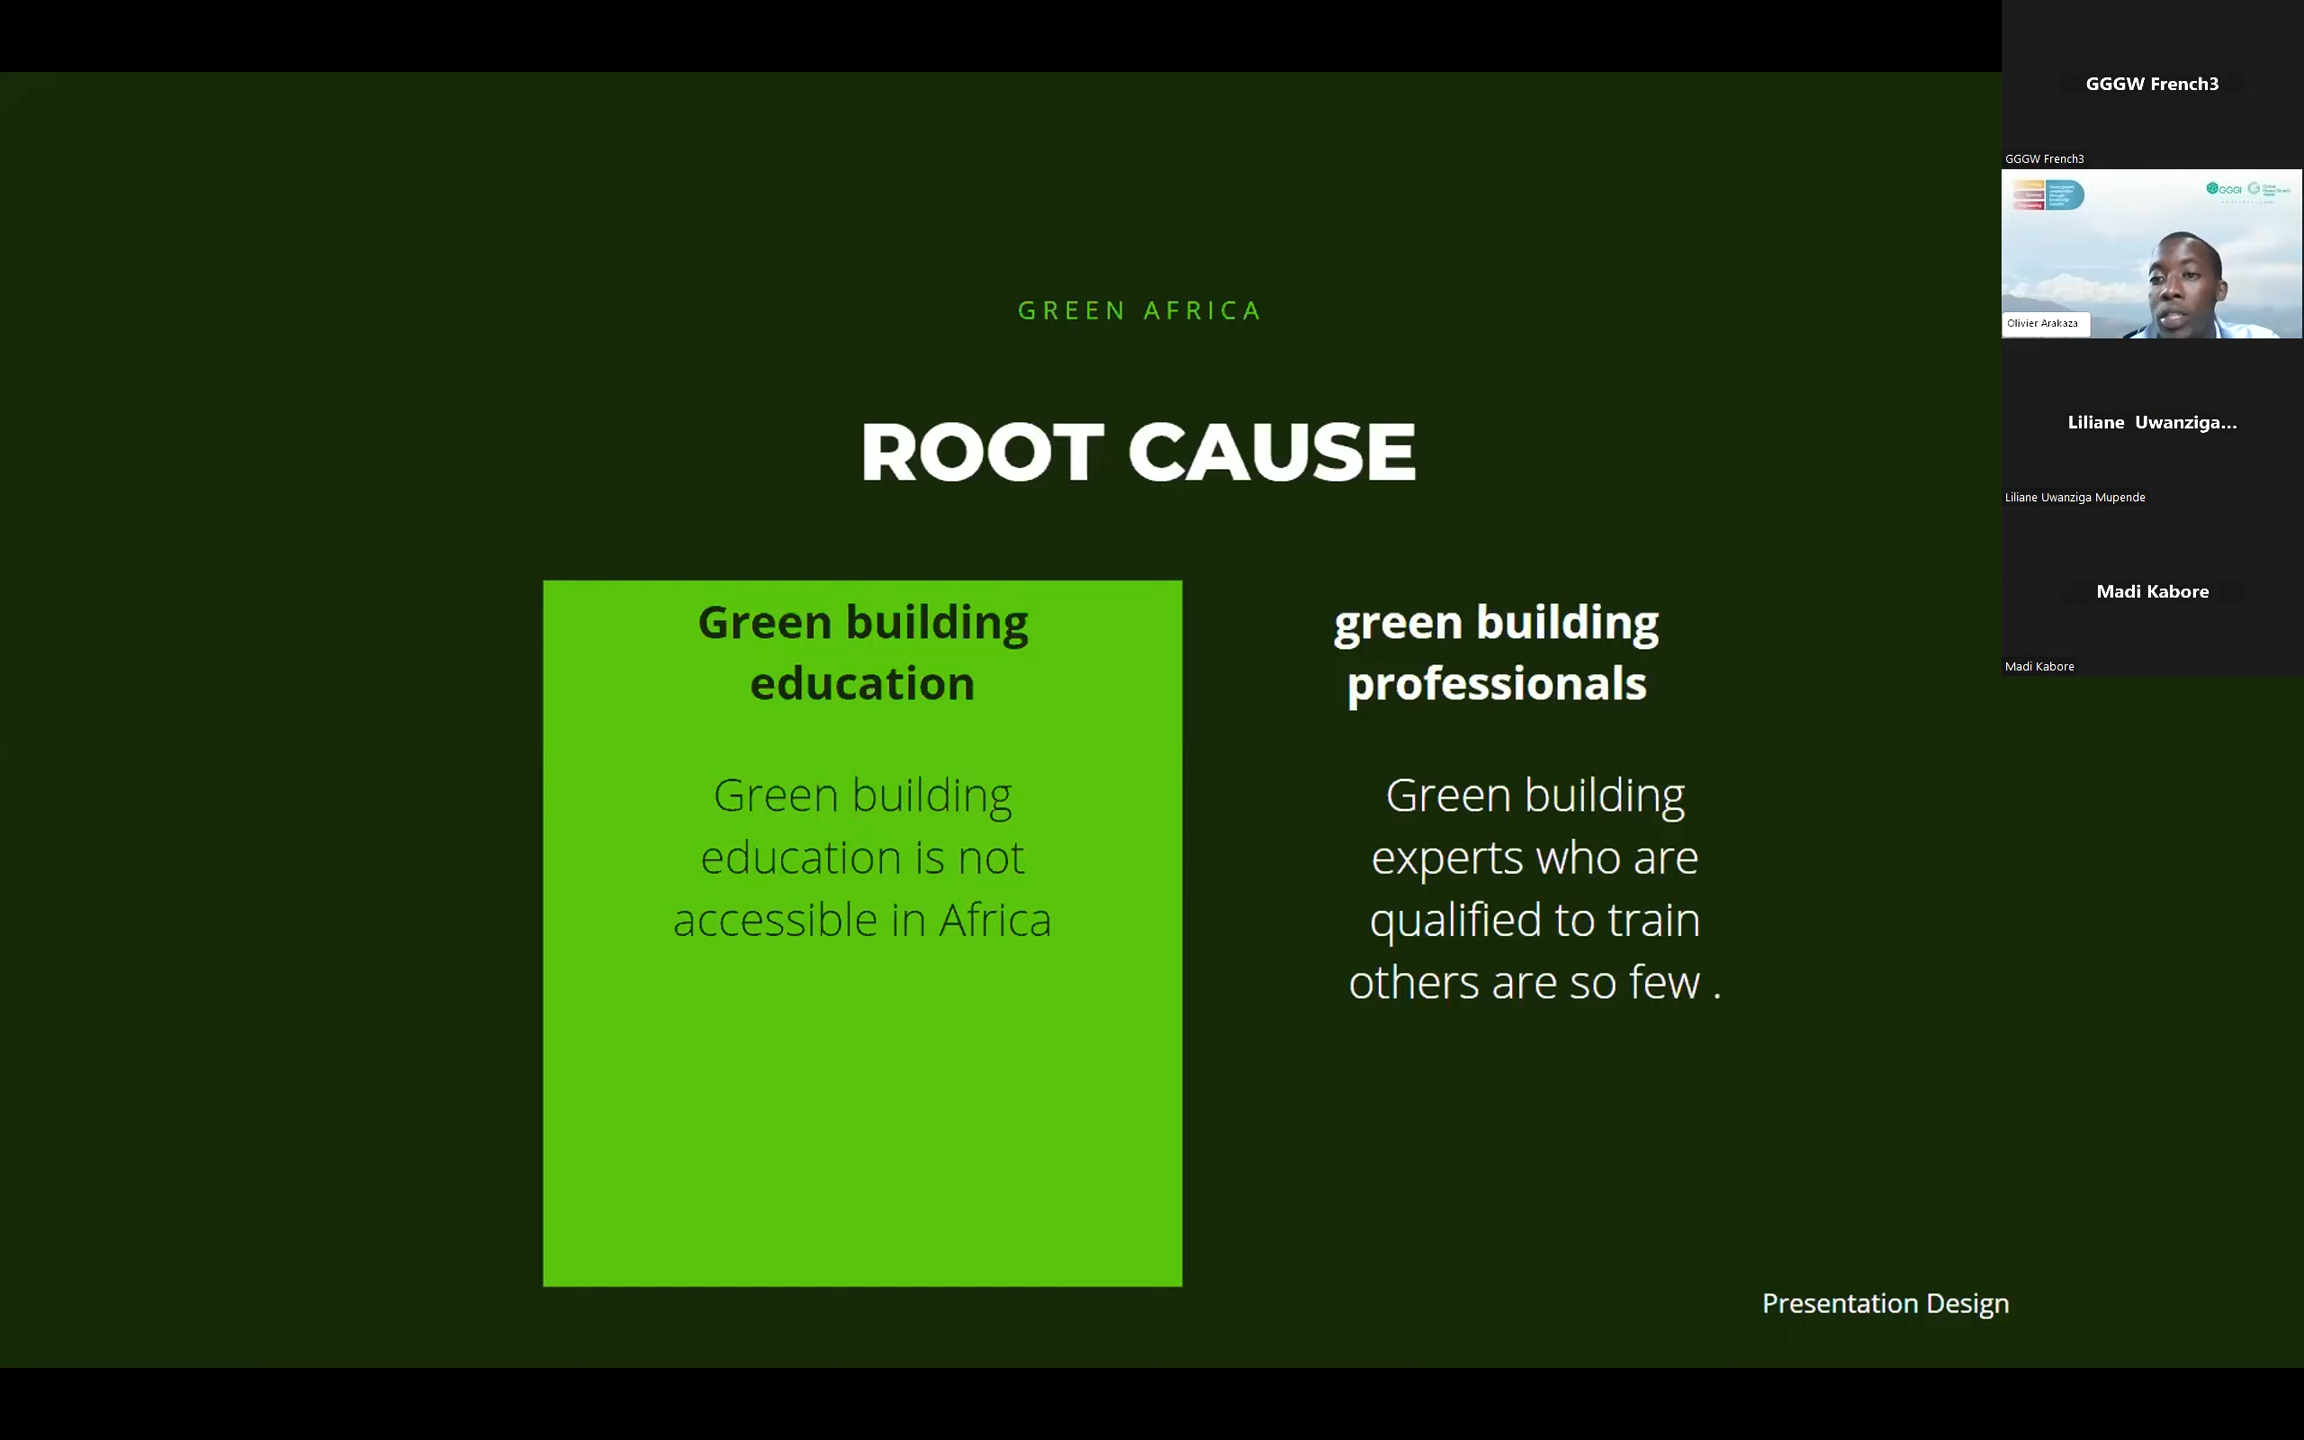 GREEN AFRICA
ROOT CAUSE
Green building
education
Green building
education is not
accessible in Africa
green building
professionals
Green building
experts who are
qualified to train
others are so few .
Presentation Design
GGGW French3
GGGW French3
GGGI
Olivier Arakaza
Liliane Uwanziga...
Liliane Uwanziga Mupende
Madi Kabore
Madi Kabore